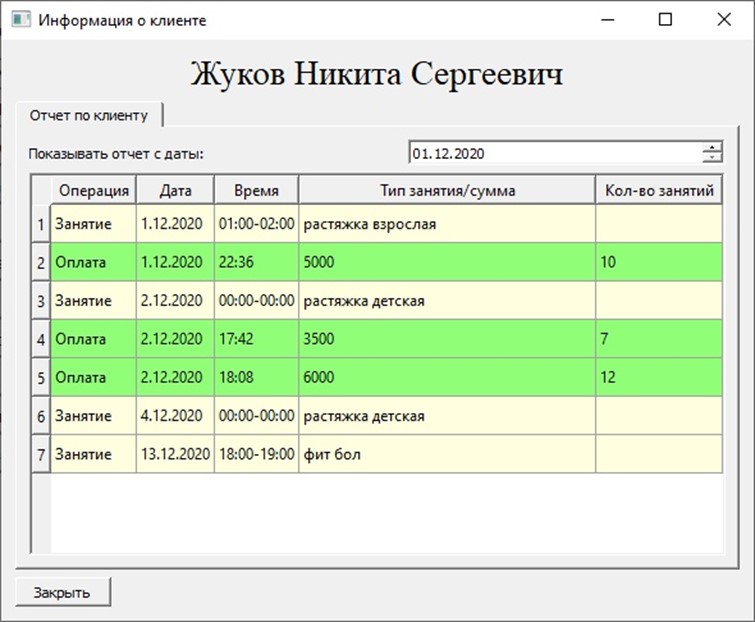 Информация о клиенте
Жуков Никита Сергеевич
Отчет по клиенту
Показывать отчет с даты: 01.12.2020
Операция Дата Время Тип занятия/сумма Кол-во занятий
1 Занятие 1.12.2020 01:00-02:00 растяжка взрослая
2 Оплата 1.12.2020 22:36 5000 10
3 Занятие 2.12.2020 00:00-00:00 растяжка детская
4 Оплата 2.12.2020 17:42 3500 7
5 Оплата 2.12.2020 18:08 6000 12
6 Занятие 4.12.2020 00:00-00:00 растяжка детская
7 Занятие 13.12.2020 18:00-19:00 фит бол
Закрыть